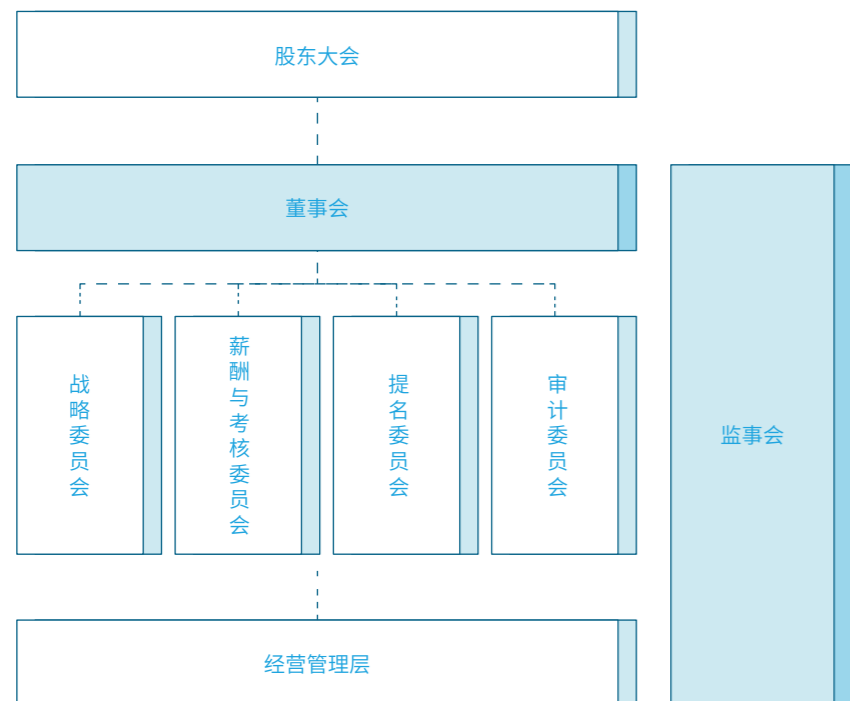 股东大会
董事会
战略委员会
薪酬与考核委员会
提名委员会
审计委员会
监事会
经营管理层